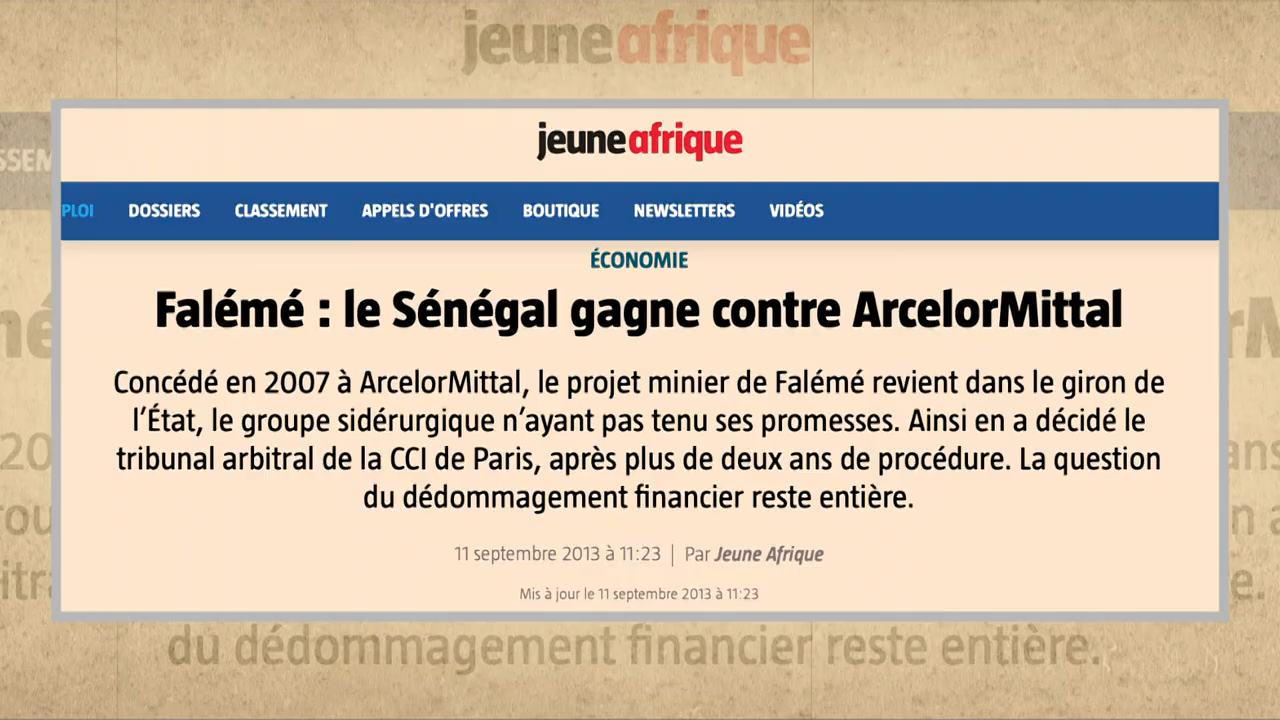 jeuneafrique
jeuneafrique
PLOI DOSSIERS CLASSEMENT APPELS D'OFFRES BOUTIQUE NEWSLETTERS VIDÉOS
ÉCONOMIE
Falémé : le Sénégal gagne contre ArcelorMittal
Concédé en 2007 à ArcelorMittal, le projet minier de Falémé revient dans le giron de
l’État, le groupe sidérurgique n’ayant pas tenu ses promesses. Ainsi en a décidé le
tribunal arbitral de la CCI de Paris, après plus de deux ans de procédure. La question
du dédommagement financier reste entière.
11 septembre 2013 à 11:23 | Par Jeune Afrique
Mis à jour le 11 septembre 2013 à 11:23
du dédommagement financier reste entière.